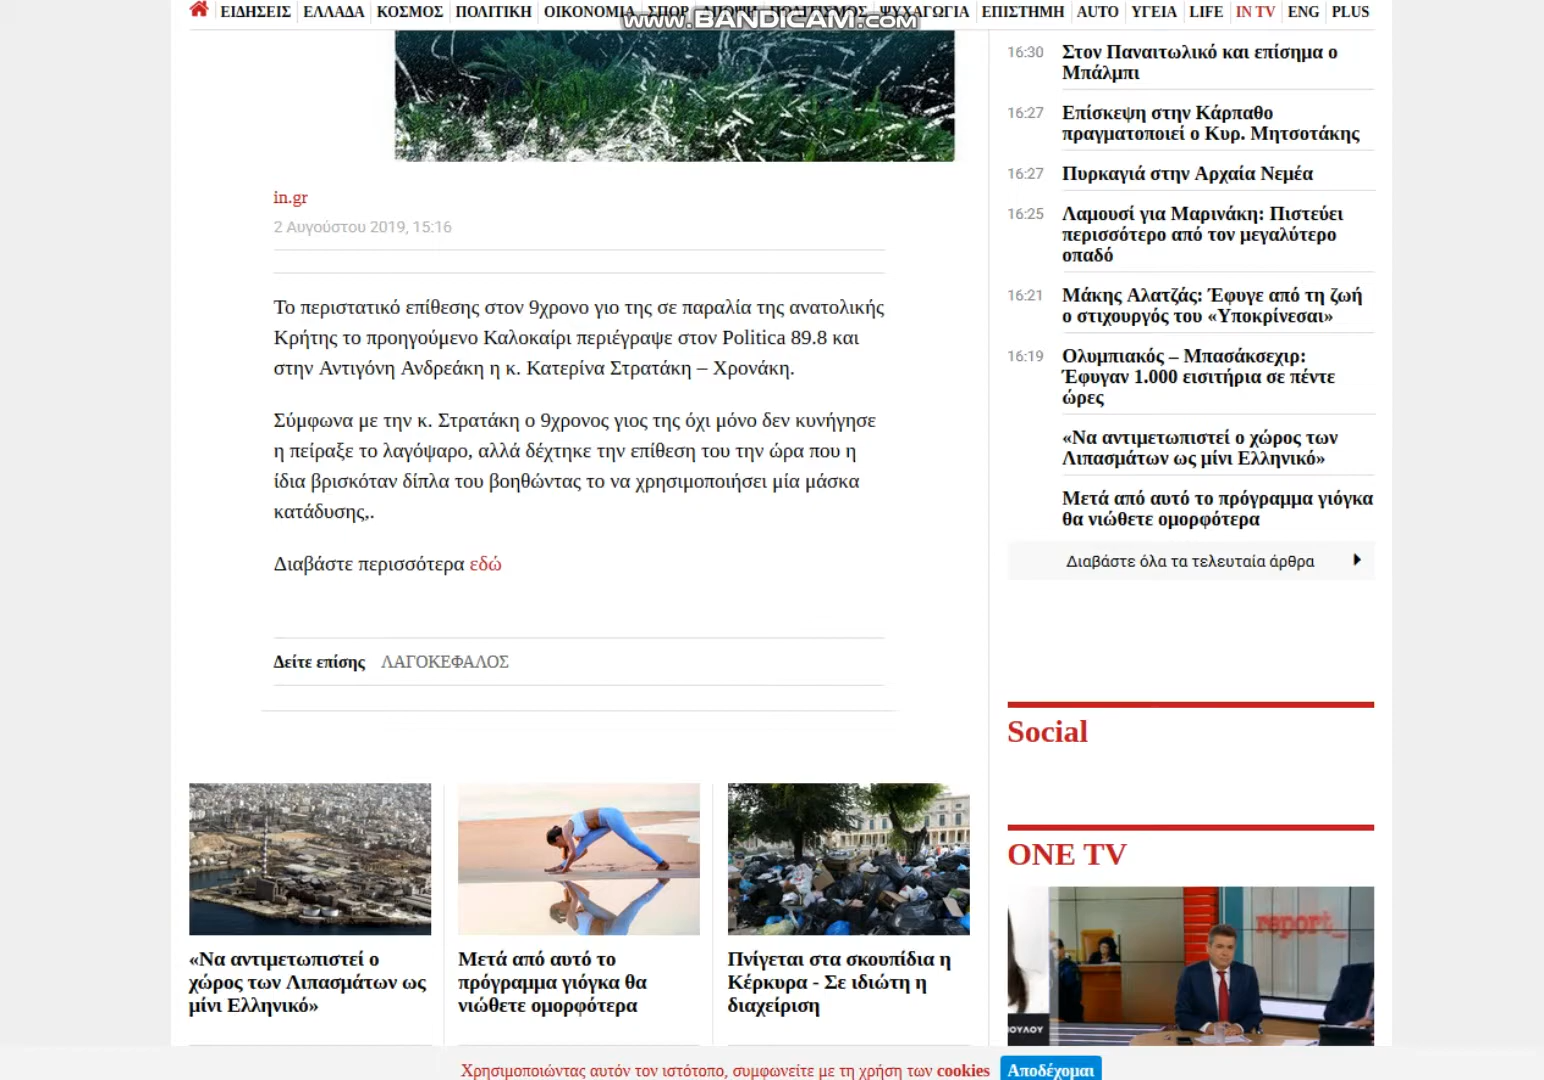 ΕΙΔΗΣΕΙΣ ΕΛΛΑΔΑ ΚΟΣΜΟΣ ΠΟΛΙΤΙΚΗ ΟΙΚΟΝΟΜΙΑ ΣΠΟΡ ΑΠΟΨΗ ΠΟΛΙΤΙΣΜΟΣ ΨΥΧΑΓΩΓΙΑ ΕΠΙΣΤΗΜΗ AUTO ΥΓΕΙΑ LIFE IN TV ENG PLUS
www.BANDICAM.com
in.gr
2 Αυγούστου 2019, 15:16
Το περιστατικό επίθεσης στον 9χρονο γιο της σε παραλία της ανατολικής
Κρήτης το προηγούμενο Καλοκαίρι περιέγραψε στον Politica 89.8 και
στην Αντιγόνη Ανδρεάκη η κ. Κατερίνα Στρατάκη – Χρονάκη.
Σύμφωνα με την κ. Στρατάκη ο 9χρονος γιος της όχι μόνο δεν κυνήγησε
η πείραξε το λαγόψαρο, αλλά δέχτηκε την επίθεση του την ώρα που η
ίδια βρισκόταν δίπλα του βοηθώντας το να χρησιμοποιήσει μία μάσκα
κατάδυσης,.
Διαβάστε περισσότερα εδώ
Δείτε επίσης ΛΑΓΟΚΕΦΑΛΟΣ
«Να αντιμετωπιστεί ο
χώρος των Λιπασμάτων ως
μίνι Ελληνικό»
Μετά από αυτό το
πρόγραμμα γιόγκα θα
νιώθετε ομορφότερα
Πνίγεται στα σκουπίδια η
Κέρκυρα - Σε ιδιώτη η
διαχείριση
16:30 Στον Παναιτωλικό και επίσημα ο
Μπάλμπι
16:27 Επίσκεψη στην Κάρπαθο
πραγματοποιεί ο Κυρ. Μητσοτάκης
16:27 Πυρκαγιά στην Αρχαία Νεμέα
16:25 Λαμουσί για Μαρινάκη: Πιστεύει
περισσότερο από τον μεγαλύτερο
οπαδό
16:21 Μάκης Αλατζάς: Έφυγε από τη ζωή
ο στιχουργός του «Υποκρίνεσαι»
16:19 Ολυμπιακός – Μπασάκσεχιρ:
Έφυγαν 1.000 εισιτήρια σε πέντε
ώρες
«Να αντιμετωπιστεί ο χώρος των
Λιπασμάτων ως μίνι Ελληνικό»
Μετά από αυτό το πρόγραμμα γιόγκα
θα νιώθετε ομορφότερα
Διαβάστε όλα τα τελευταία άρθρα
Social
ONE TV
report_
ΟΥΛΟΥ
Χρησιμοποιώντας αυτόν τον ιστότοπο, συμφωνείτε με τη χρήση των cookies Αποδέχομαι